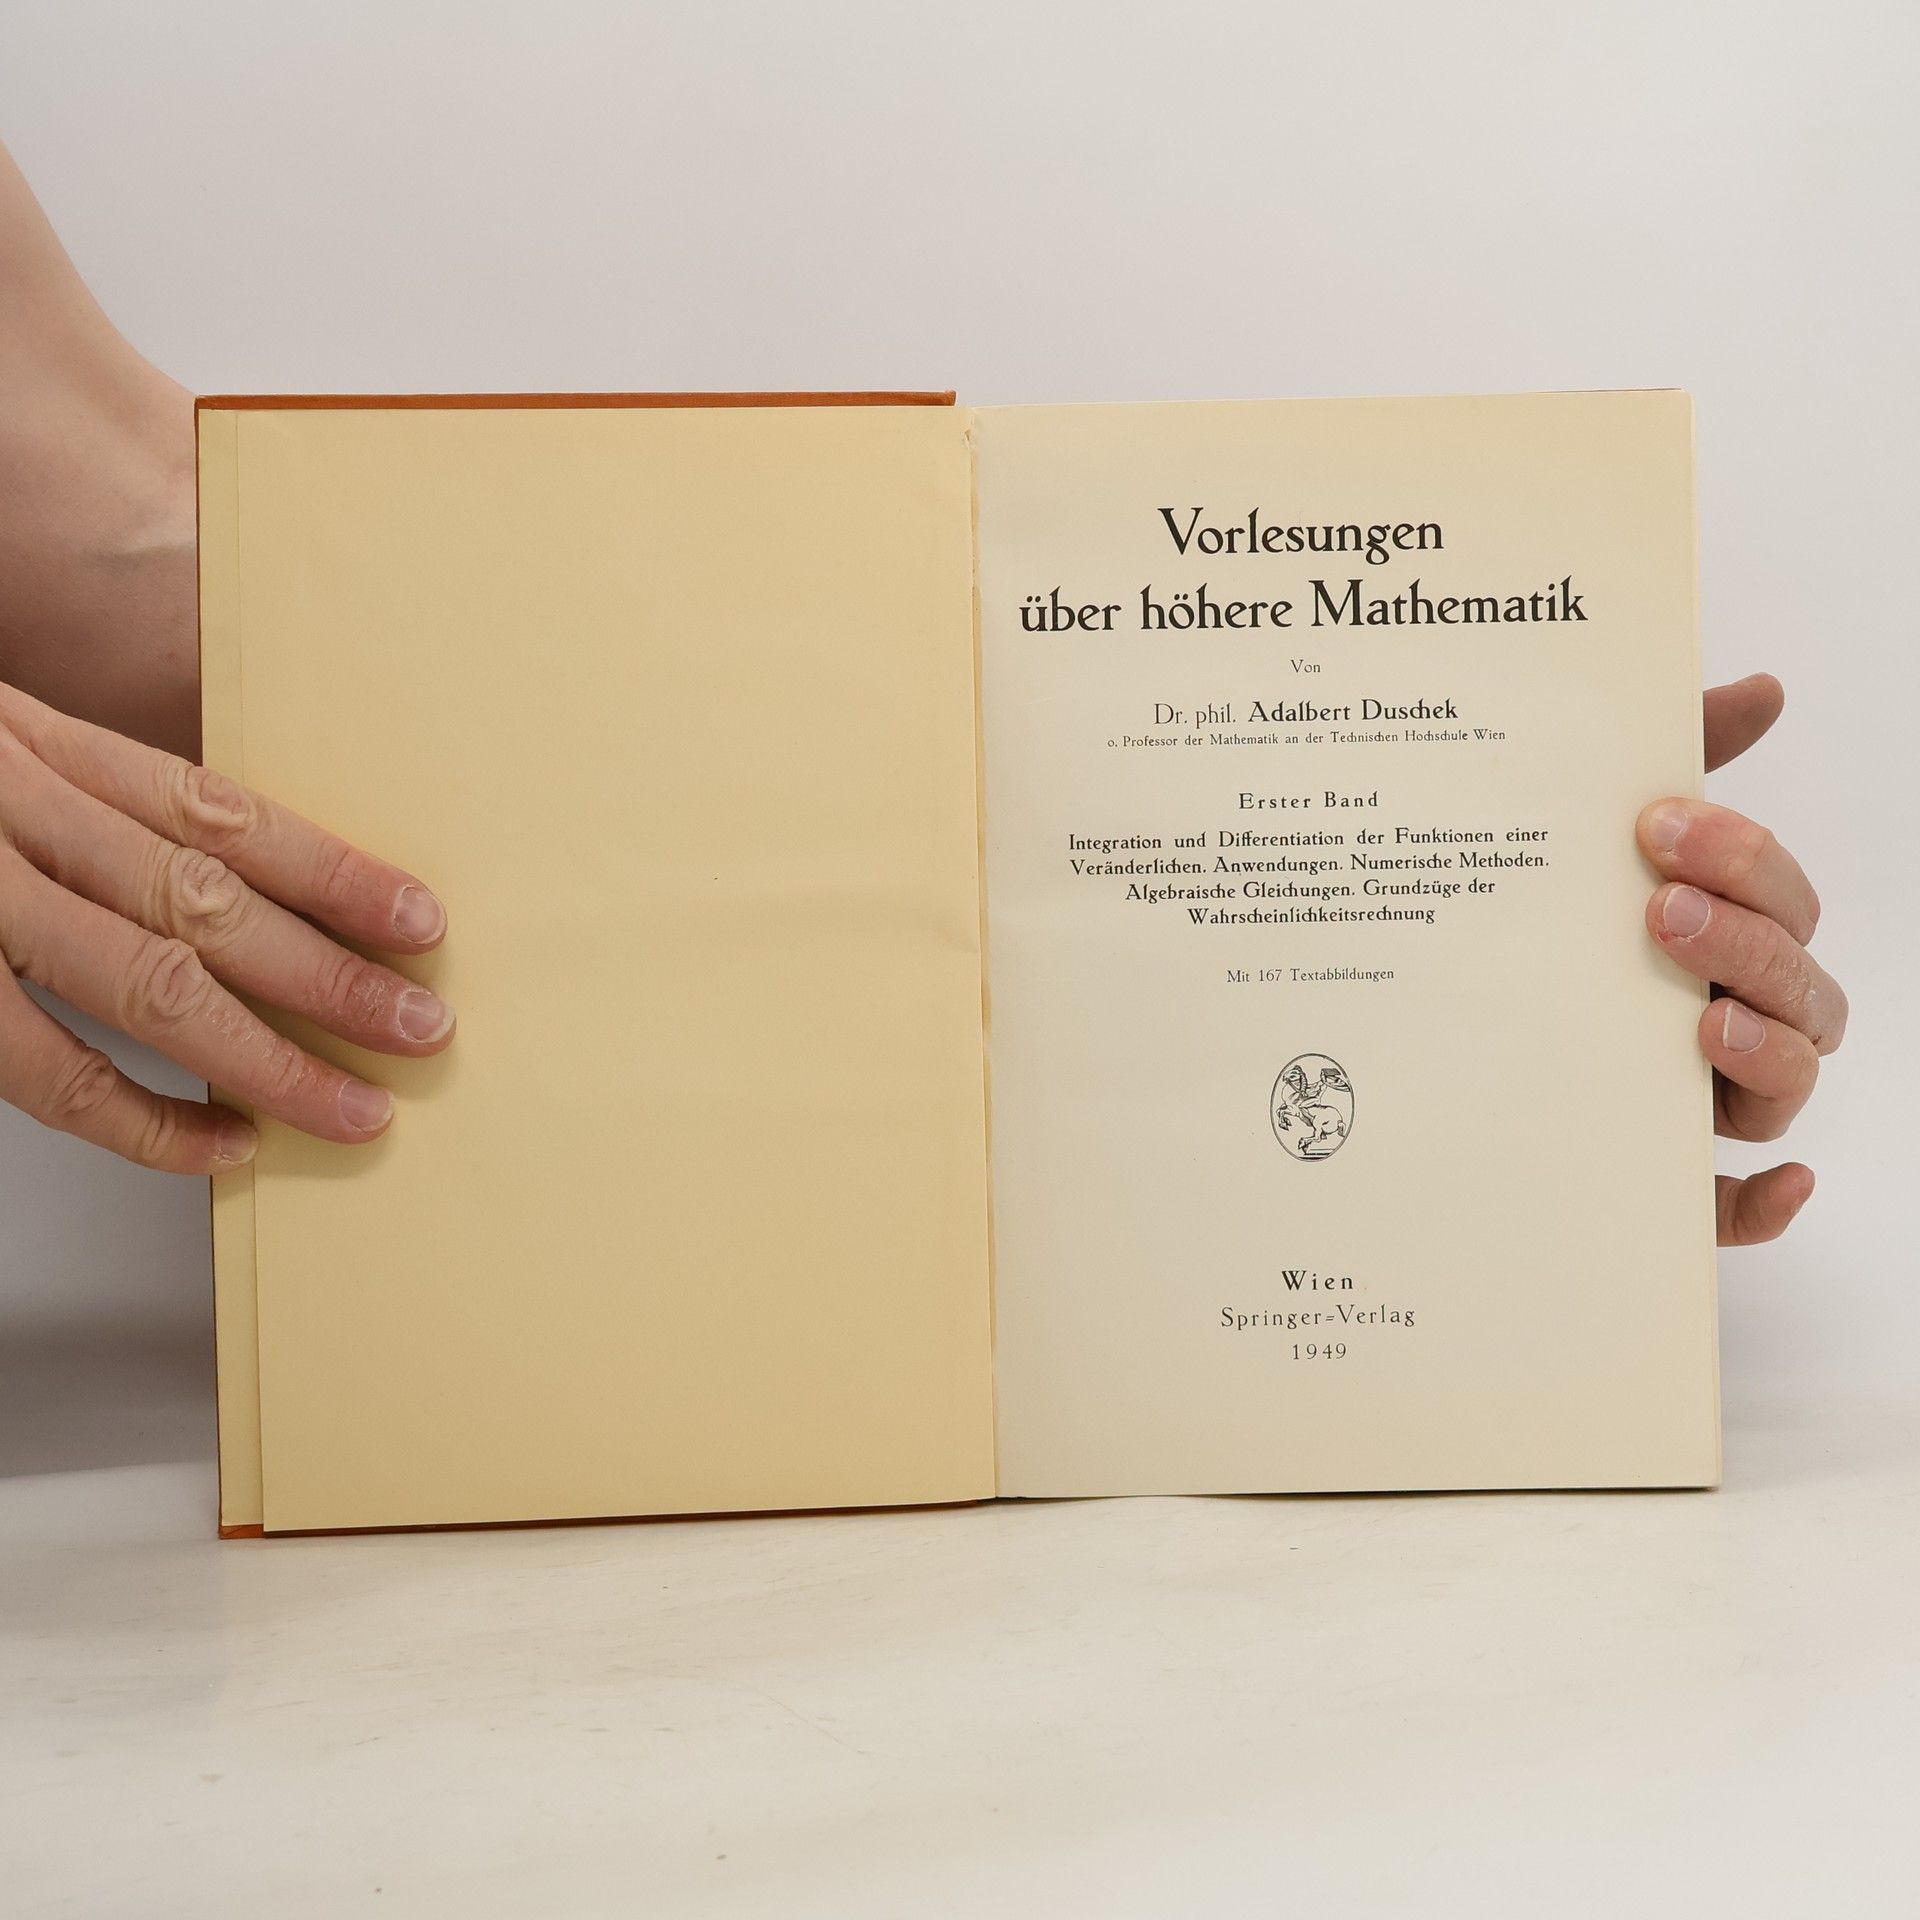 Vorlesungen
über höhere Mathematik
Von
Dr. phil. Adalbert Duschek
o. Professor der Mathematik an der Technischen Hochschule Wien
Erster Band
Integration und Differentiation der Funktionen einer
Veränderlichen. Anwendungen. Numerische Methoden.
Algebraische Gleichungen. Grundzüge der
Wahrscheinlichkeitsrechnung
Mit 167 Textabbildungen
Wien
Springer-Verlag
1949